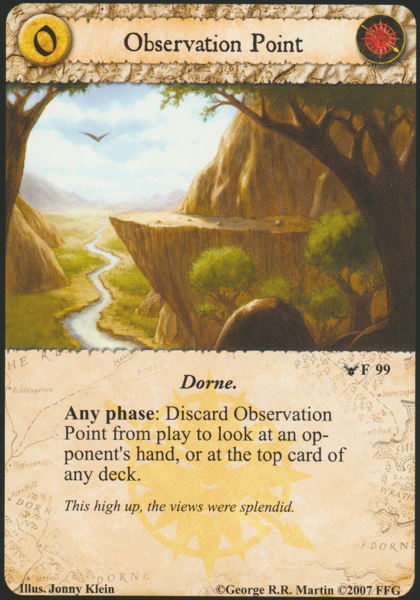 0
Observation Point
F 99
Dorne.
Any phase: Discard Observation
Point from play to look at an op-
ponent's hand, or at the top card of
any deck.
This high up, the views were splendid.
DORNE
Illus. Jonny Klein
©George R.R. Martin ©2007 FFG